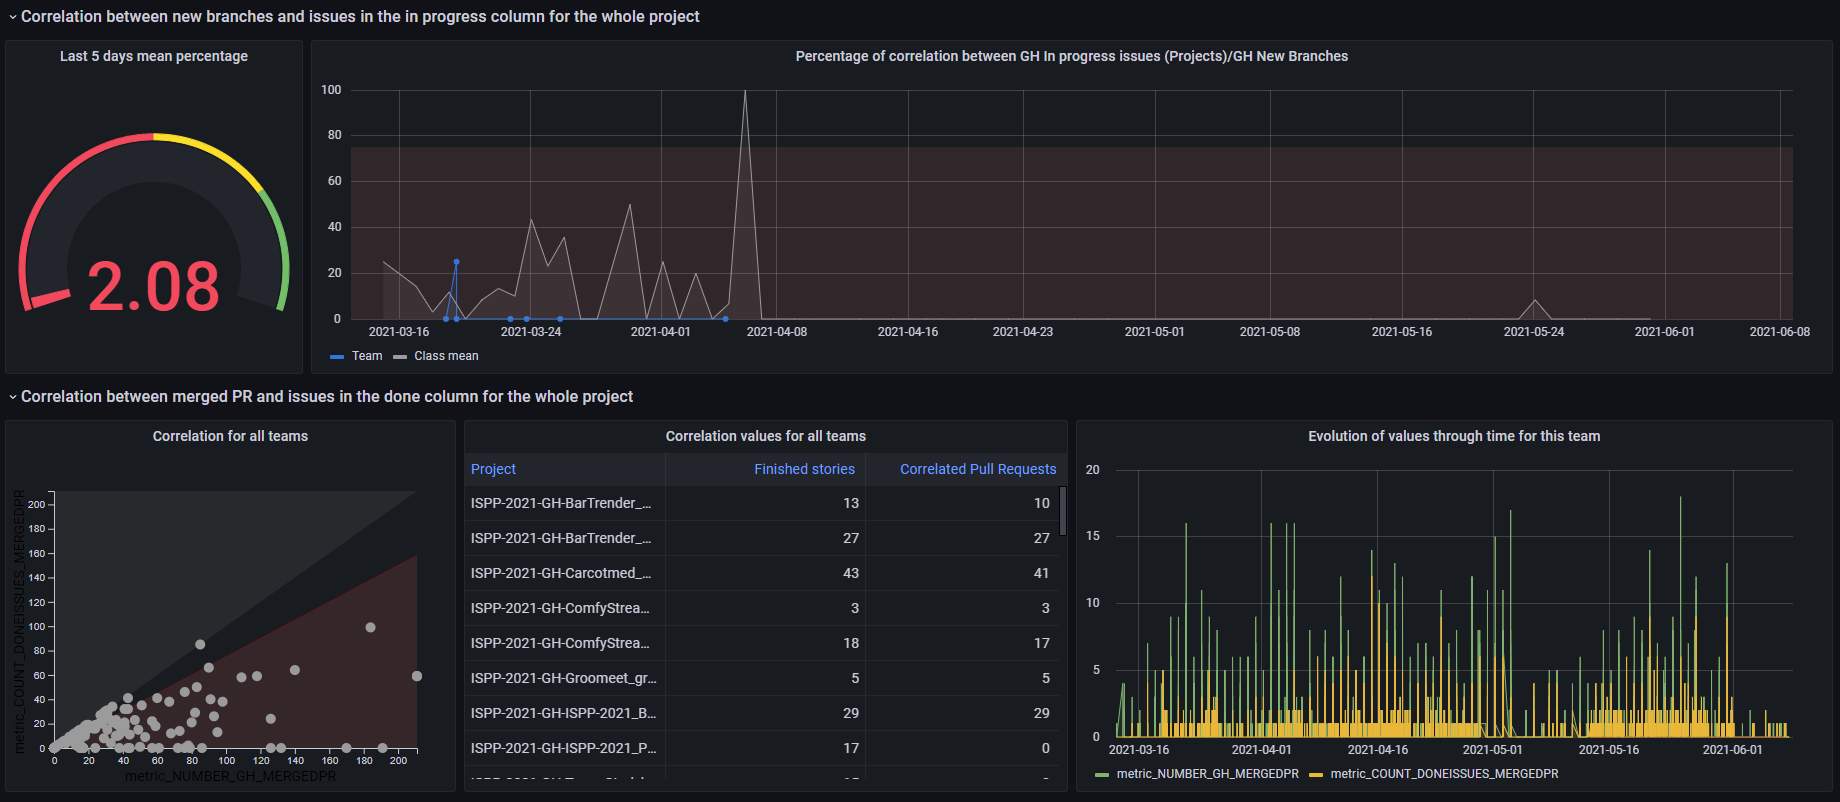 Correlation between new branches and issues in the in progress column for the whole project
Last 5 days mean percentage
2.08
Percentage of correlation between GH In progress issues (Projects)/GH New Branches
100
80
60
40
20
0
2021-03-16 2021-03-24 2021-04-01 2021-04-08 2021-04-16 2021-04-23 2021-05-01 2021-05-08 2021-05-16 2021-05-24 2021-06-01 2021-06-08
Team Class mean
Correlation between merged PR and issues in the done column for the whole project
Correlation for all teams
metric_COUNT_DONEISSUES_MERGEDPR
200
180
160
140
120
100
80
60
40
20
0
0 20 40 60 80 100 120 140 160 180 200
metric_NUMBER_GH_MERGEDPR
Correlation values for all teams
Project Finished stories Correlated Pull Requests
ISPP-2021-GH-BarTrender_... 13 10
ISPP-2021-GH-BarTrender_... 27 27
ISPP-2021-GH-Carcotmed_... 43 41
ISPP-2021-GH-ComfyStrea... 3 3
ISPP-2021-GH-ComfyStrea... 18 17
ISPP-2021-GH-Groomeet_gr... 5 5
ISPP-2021-GH-ISPP-2021_B... 29 29
ISPP-2021-GH-ISPP-2021_P... 17 0
Evolution of values through time for this team
20
15
10
5
0
2021-03-16 2021-04-01 2021-04-16 2021-05-01 2021-05-16 2021-06-01
metric_NUMBER_GH_MERGEDPR metric_COUNT_DONEISSUES_MERGEDPR